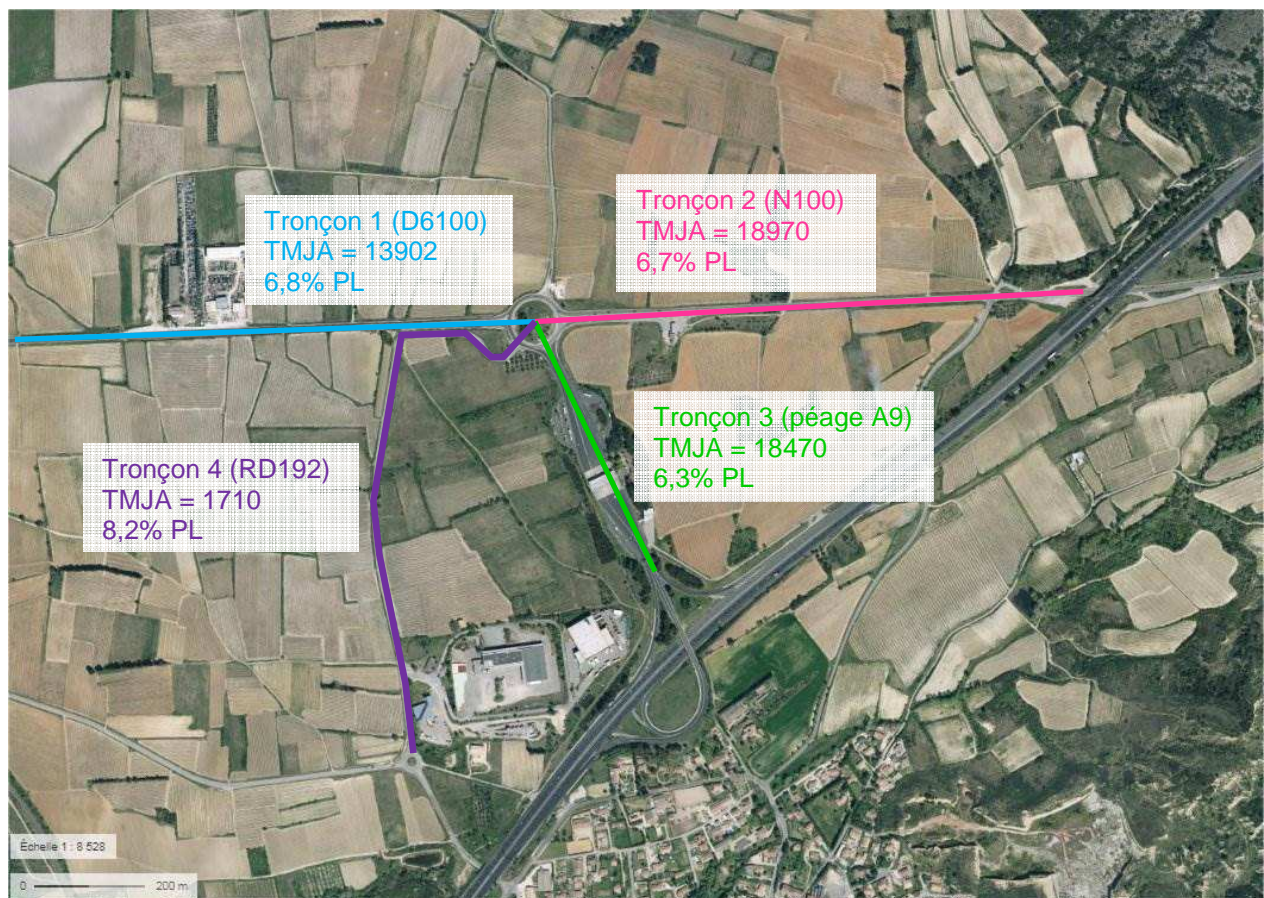 Tronçon 1 (D6100)
TMJA = 13902
6,8% PL
Tronçon 2 (N100)
TMJA = 18970
6,7% PL
Tronçon 3 (péage A9)
TMJA = 18470
6,3% PL
Tronçon 4 (RD192)
TMJA = 1710
8,2% PL
Échelle 1 : 8 528
0 200 m